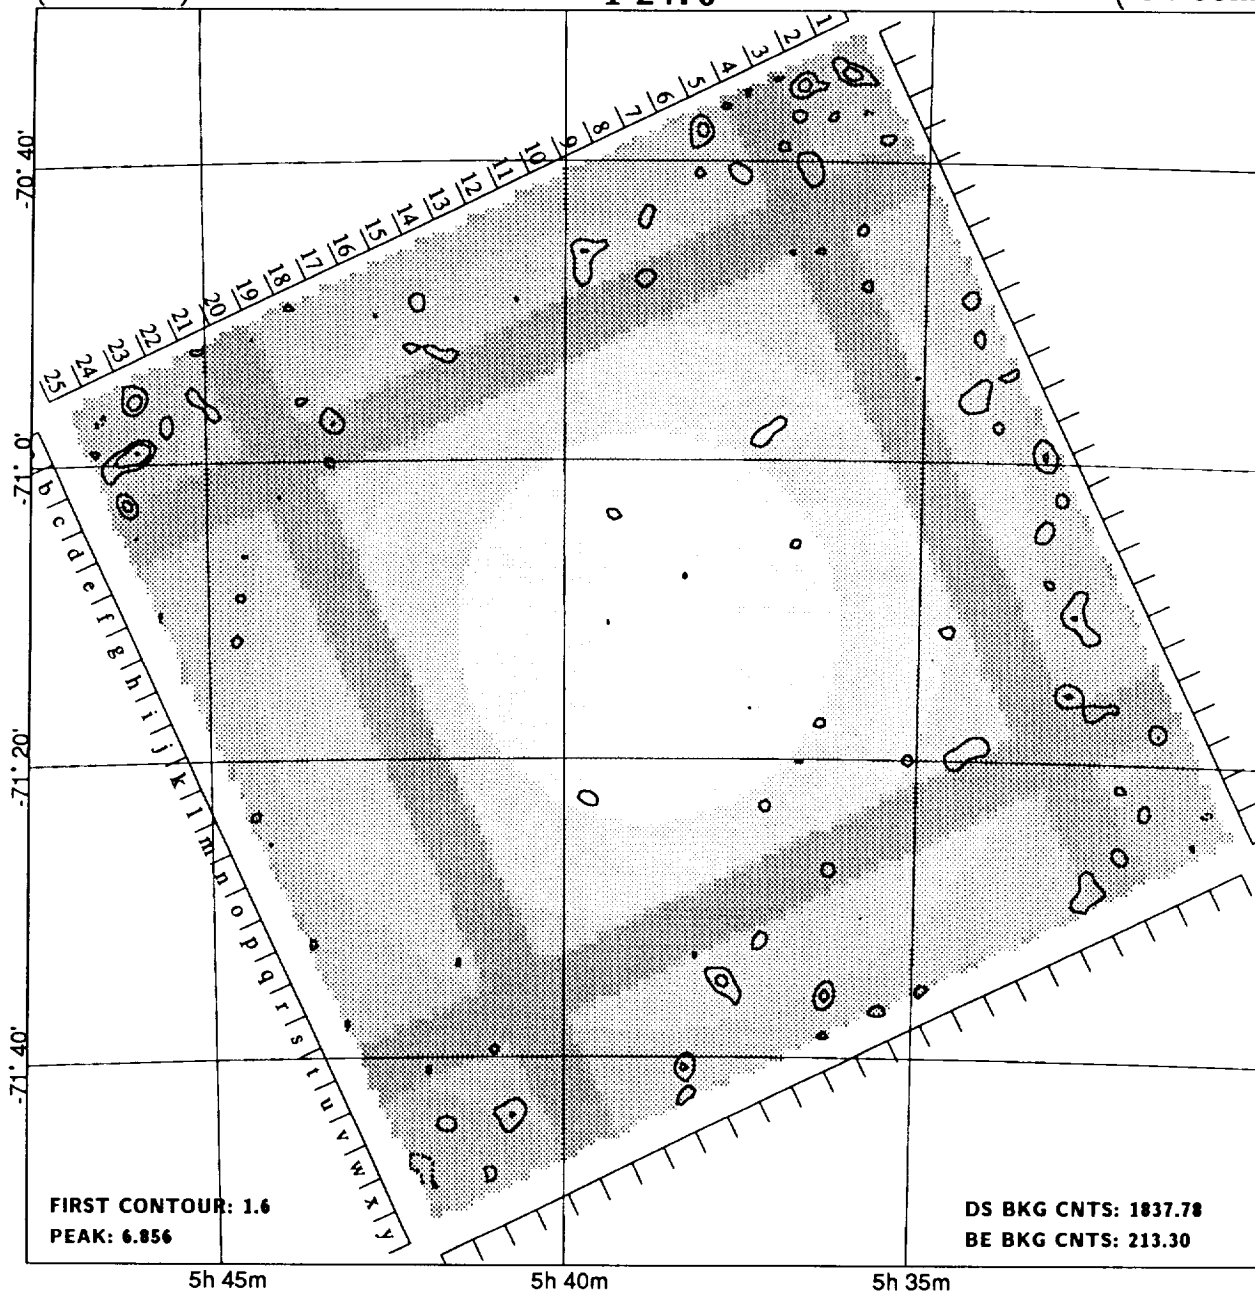 1 2 3 4 5 6 7 8 9 10 11 12 13 14 15 16 17 18 19 20 21 22 23 24 25
-70° 40'
-71° 0'
-71° 20'
-71° 40'
b c d e f g h i j k l m n o p q r s t u v w x y
FIRST CONTOUR: 1.6
PEAK: 6.856
DS BKG CNTS: 1837.78
BE BKG CNTS: 213.30
5h 45m
5h 40m
5h 35m